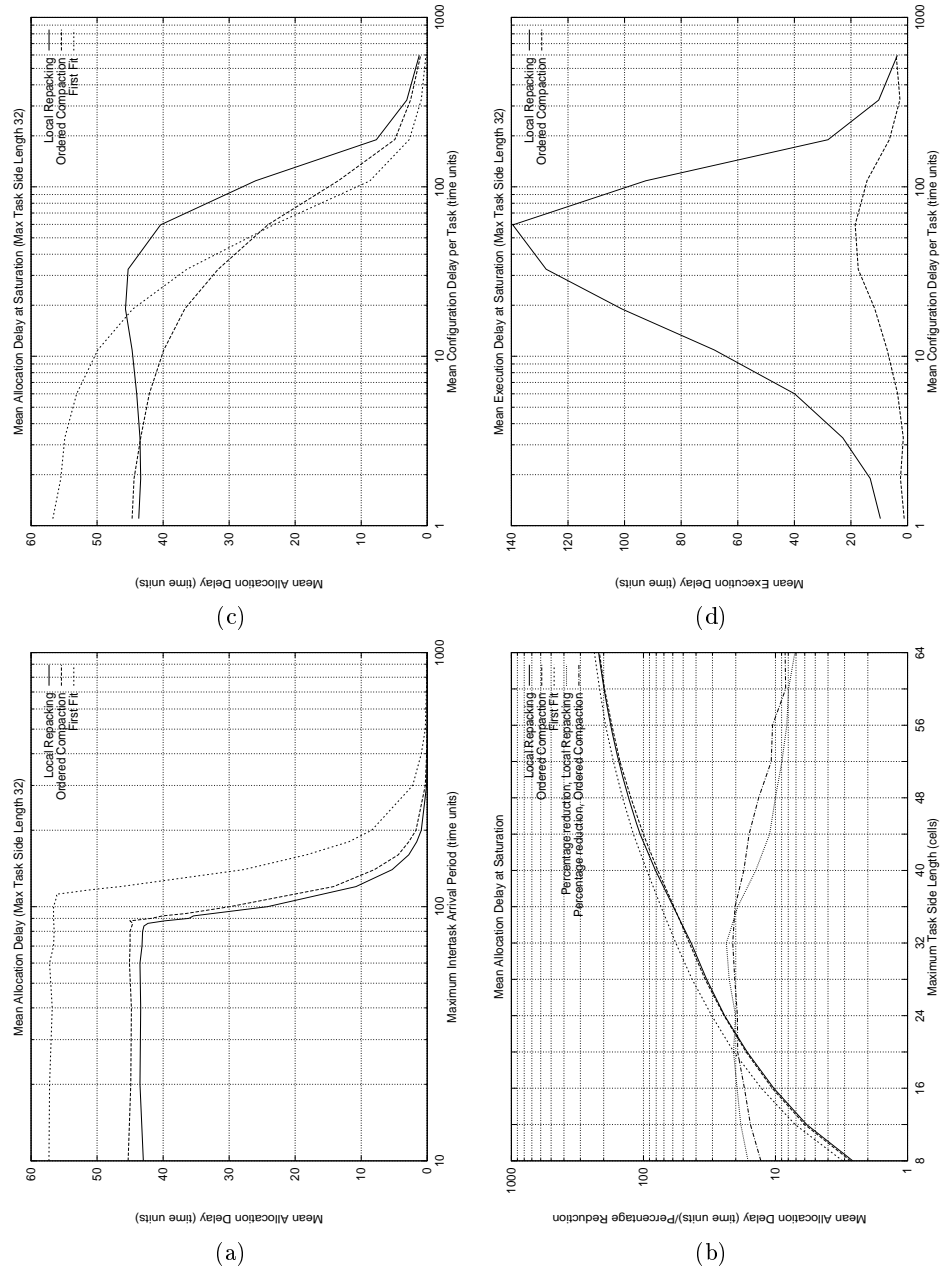 Mean Allocation Delay (Max Task Side Length 32)
Local Repacking
Ordered Compaction
First Fit
60
50
40
30
20
10
0
10
100
1000
Mean Allocation Delay (time units)
Maximum Intertask Arrival Period (time units)
(a)
Mean Allocation Delay at Saturation
Local Repacking
Ordered Compaction
First Fit
Percentage reduction, Local Repacking
Percentage reduction, Ordered Compaction
1000
100
10
1
8
16
24
32
40
48
56
64
Mean Allocation Delay (time units)/Percentage Reduction
Maximum Task Side Length (cells)
(b)
Mean Allocation Delay at Saturation (Max Task Side Length 32)
Local Repacking
Ordered Compaction
First Fit
60
50
40
30
20
10
0
1
10
100
1000
Mean Allocation Delay (time units)
Mean Configuration Delay per Task (time units)
(c)
Mean Execution Delay at Saturation (Max Task Side Length 32)
Local Repacking
Ordered Compaction
140
120
100
80
60
40
20
0
1
10
100
1000
Mean Execution Delay (time units)
Mean Configuration Delay per Task (time units)
(d)